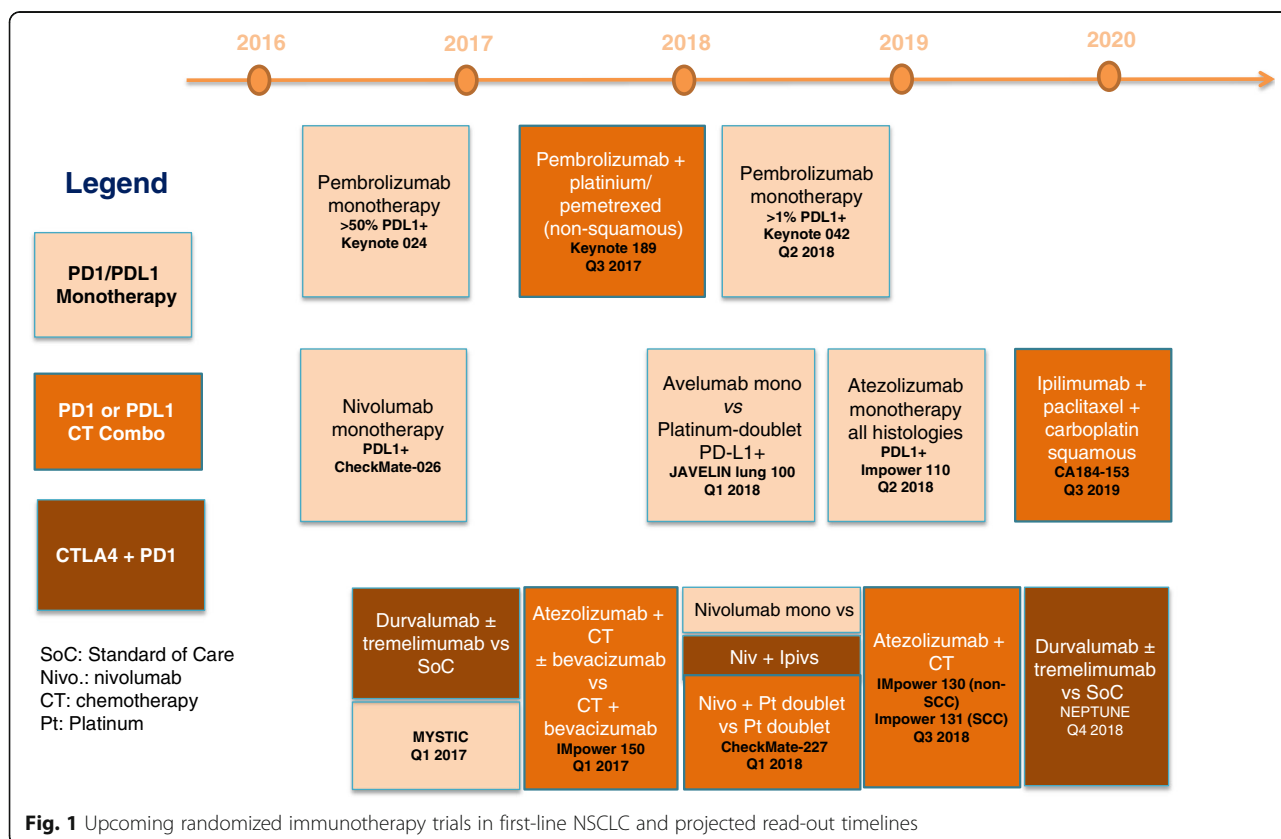 2016 2017 2018 2019 2020
Legend
PD1/PDL1
Monotherapy
PD1 or PDL1
CT Combo
CTLA4 + PD1
SoC: Standard of Care
Nivo.: nivolumab
CT: chemotherapy
Pt: Platinum
Pembrolizumab
monotherapy
>50% PDL1+
Keynote 024
Pembrolizumab +
platinium/
pemetrexed
(non-squamous)
Keynote 189
Q3 2017
Pembrolizumab
monotherapy
>1% PDL1+
Keynote 042
Q2 2018
Nivolumab
monotherapy
PDL1+
CheckMate-026
Avelumab mono
vs
Platinum-doublet
PD-L1+
JAVELIN lung 100
Q1 2018
Atezolizumab
monotherapy
all histologies
PDL1+
Impower 110
Q2 2018
Ipilimumab +
paclitaxel +
carboplatin
squamous
CA184-153
Q3 2019
Durvalumab ±
tremelimumab vs
SoC
MYSTIC
Q1 2017
Atezolizumab +
CT
± bevacizumab
vs
CT +
bevacizumab
IMpower 150
Q1 2017
Nivolumab mono vs
Niv + Ipivs
Nivo + Pt doublet
vs Pt doublet
CheckMate-227
Q1 2018
Atezolizumab +
CT
IMpower 130 (non-
SCC)
Impower 131 (SCC)
Q3 2018
Durvalumab ±
tremelimumab
vs SoC
NEPTUNE
Q4 2018
Fig. 1 Upcoming randomized immunotherapy trials in first-line NSCLC and projected read-out timelines